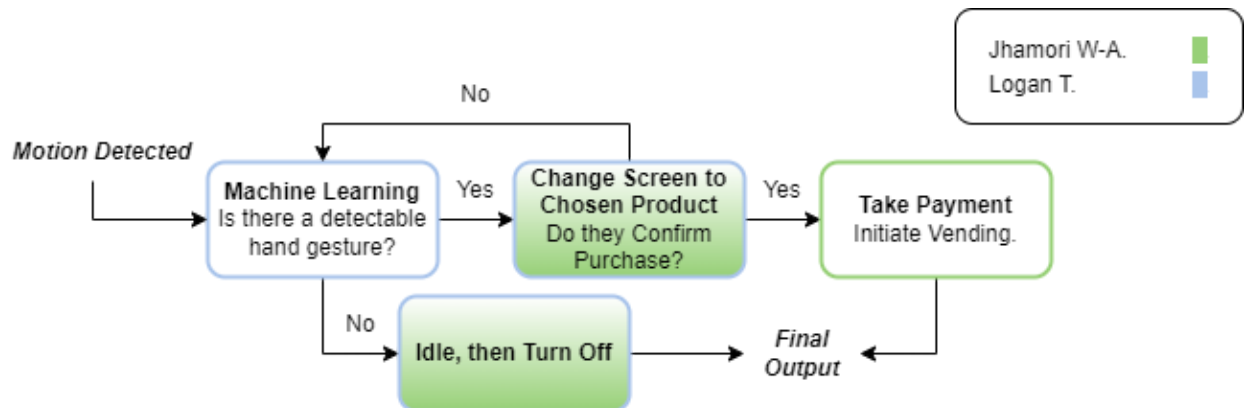 Jhamori W-A.
Logan T.
No
Motion Detected
Machine Learning
Is there a detectable
hand gesture?
Yes
Change Screen to
Chosen Product
Do they Confirm
Purchase?
Yes
Take Payment
Initiate Vending.
No
Idle, then Turn Off
Final
Output